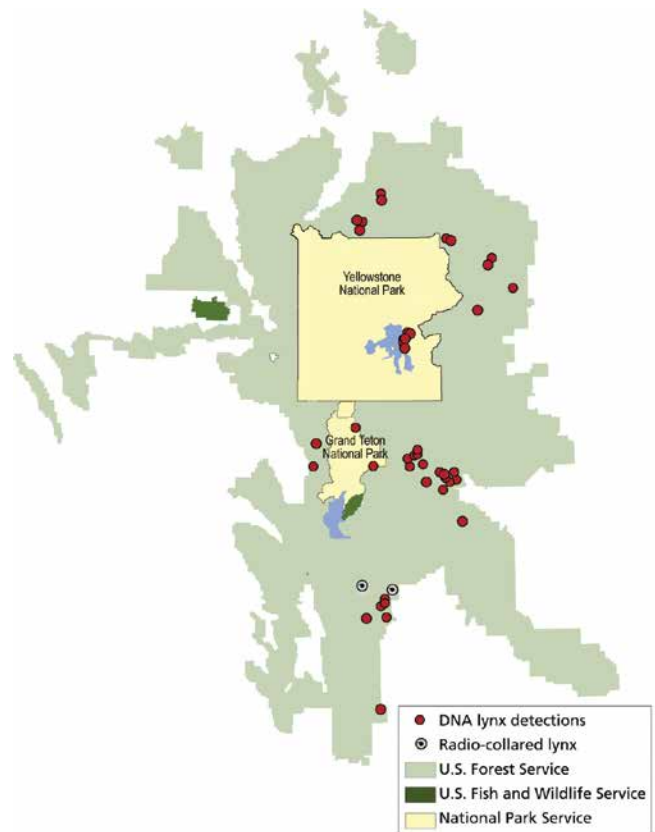 Yellowstone
National Park
Grand Teton
National Park
DNA lynx detections
Radio-collared lynx
U.S. Forest Service
U.S. Fish and Wildlife Service
National Park Service